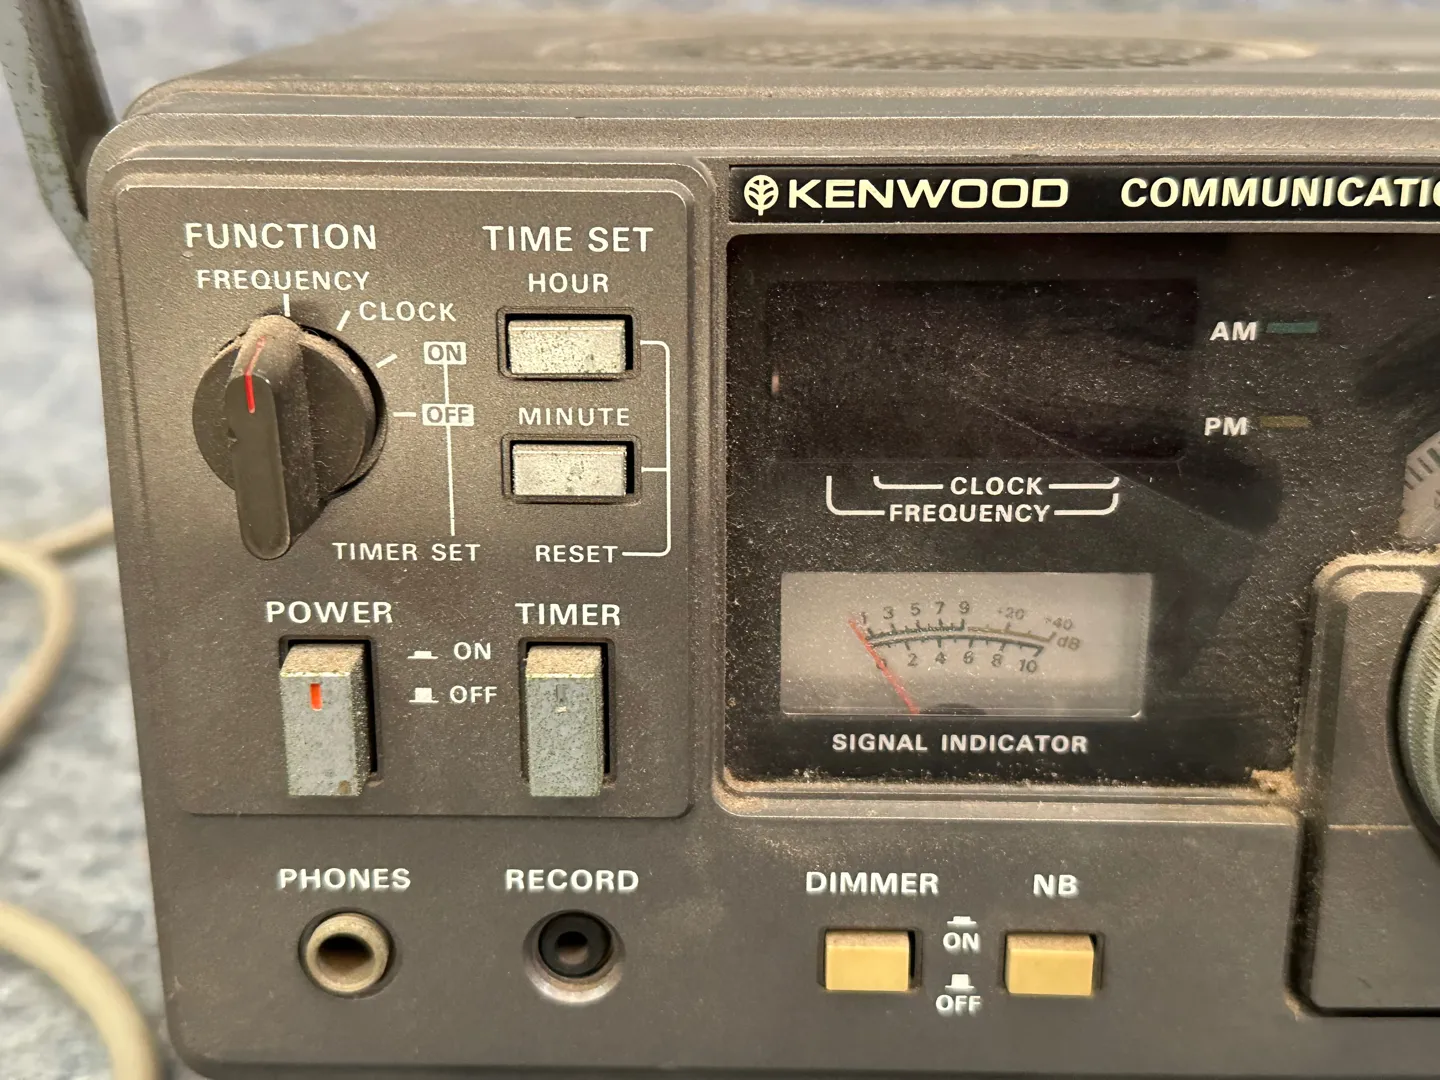 KENWOOD COMMUNICATIO
FUNCTION
FREQUENCY
CLOCK
ON
OFF
TIMER SET
TIME SET
HOUR
MINUTE
RESET
AM
PM
CLOCK
FREQUENCY
POWER
TIMER
ON
OFF
1 3 5 7 9 +20 +40
dB
0 2 4 6 8 10
SIGNAL INDICATOR
PHONES
RECORD
DIMMER
NB
ON
OFF